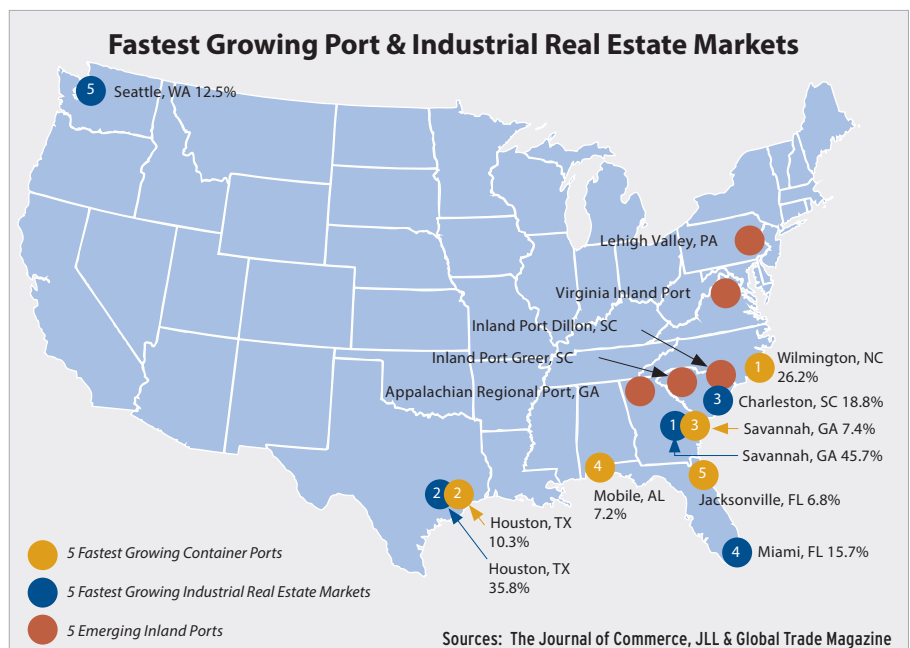 Fastest Growing Port & Industrial Real Estate Markets
5
Seattle, WA 12.5%
Lehigh Valley, PA
Virginia Inland Port
Inland Port Dillon, SC
Inland Port Greer, SC
Appalachian Regional Port, GA
1
Wilmington, NC
26.2%
3
Charleston, SC 18.8%
1
3
Savannah, GA 7.4%
Savannah, GA 45.7%
4
Mobile, AL
7.2%
5
Jacksonville, FL 6.8%
2
2
Houston, TX
10.3%
Houston, TX
35.8%
4
Miami, FL 15.7%
5 Fastest Growing Container Ports
5 Fastest Growing Industrial Real Estate Markets
5 Emerging Inland Ports
Sources: The Journal of Commerce, JLL & Global Trade Magazine